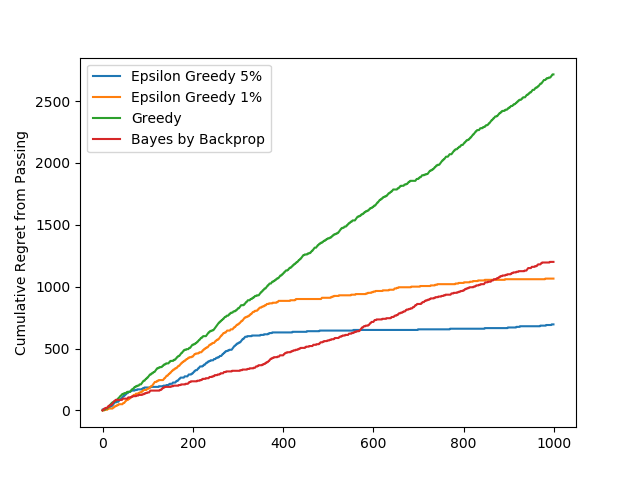 Epsilon Greedy 5%
Epsilon Greedy 1%
Greedy
Bayes by Backprop
Cumulative Regret from Passing
2500
2000
1500
1000
500
0
0 200 400 600 800 1000